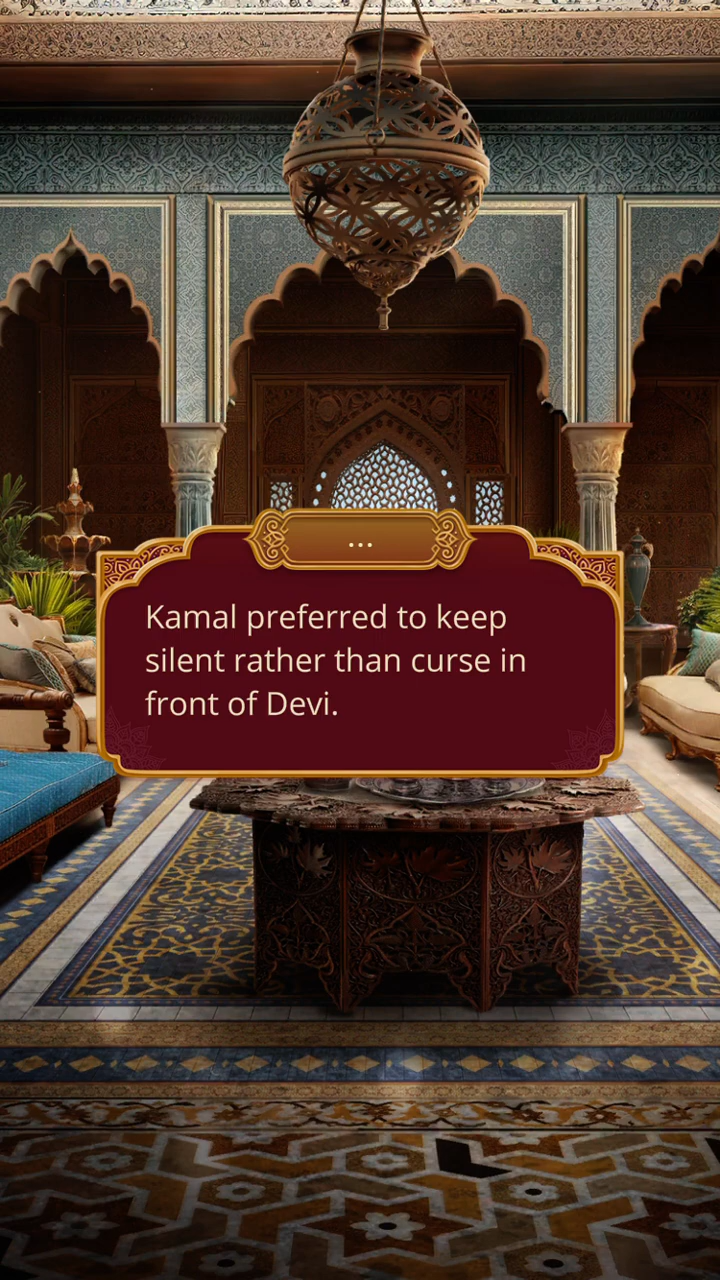 ...
Kamal preferred to keep
silent rather than curse in
front of Devi.